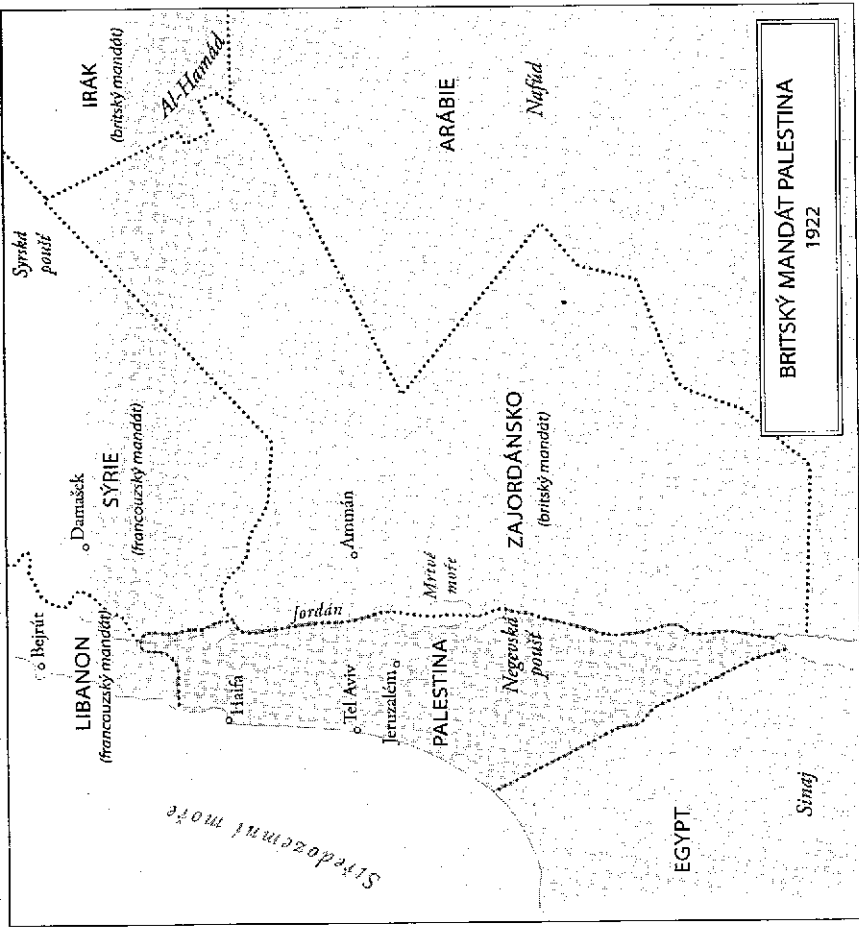 Bejrút
LIBANON
(francouzský mandát)
Damašek
SÝRIE
(francouzský mandát)
Syrská
poušť
IRÁK
(britský mandát)
Al-Hamád
Středozemní moře
Haifa
Tel Aviv
Jeruzalém
PALESTINA
Jordán
Ammán
Mrtvé
moře
Negevská
poušť
ZAJORDÁNSKO
(britský mandát)
ARÁBIE
Nafúd
EGYPT
Sinaj
BRITSKÝ MANDÁT PALESTINA
1922